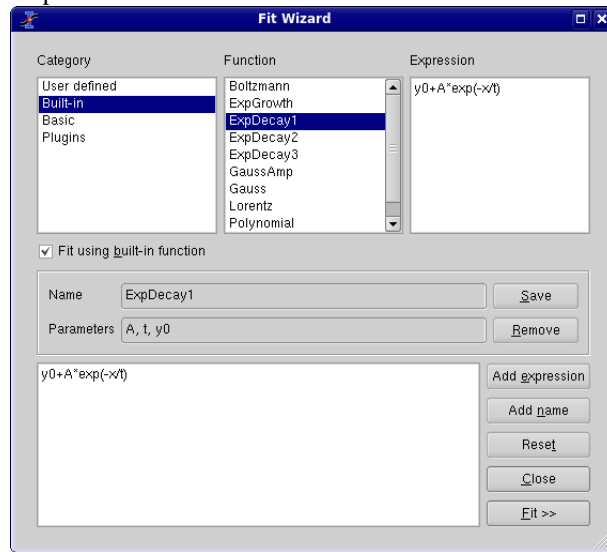 Fit Wizard
Category
Function
Expression
User defined
Built-in
Basic
Plugins
Boltzmann
ExpGrowth
ExpDecay1
ExpDecay2
ExpDecay3
GaussAmp
Gauss
Lorentz
Polynomial
y0+A*exp(-x/t)
Fit using built-in function
Name
ExpDecay1
Save
Parameters
A, t, y0
Remove
y0+A*exp(-x/t)
Add expression
Add name
Reset
Close
Fit >>